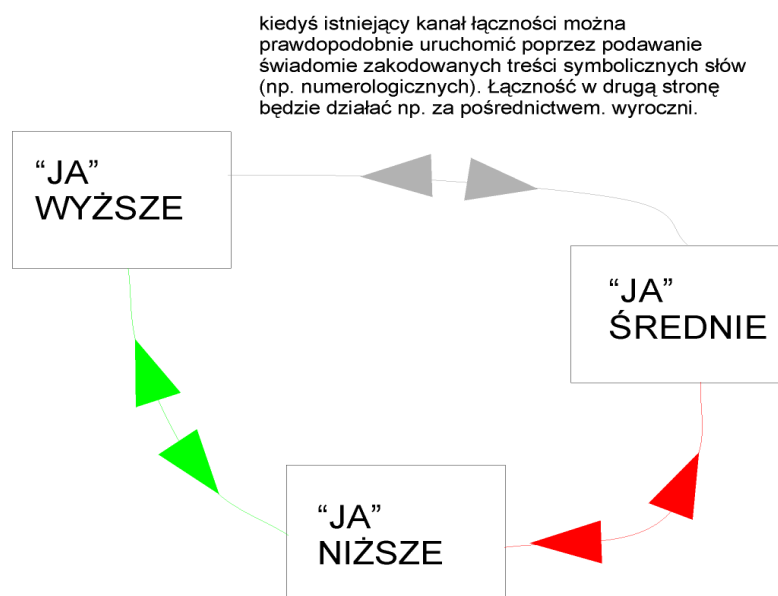 kiedyś istniejący kanał łączności można
prawdopodobnie uruchomić poprzez podawanie
świadomie zakodowanych treści symbolicznych słów
(np. numerologicznych). Łączność w drugą stronę
będzie działać np. za pośrednictwem. wyroczni.
“JA”
WYŻSZE
“JA”
ŚREDNIE
“JA”
NIŻSZE